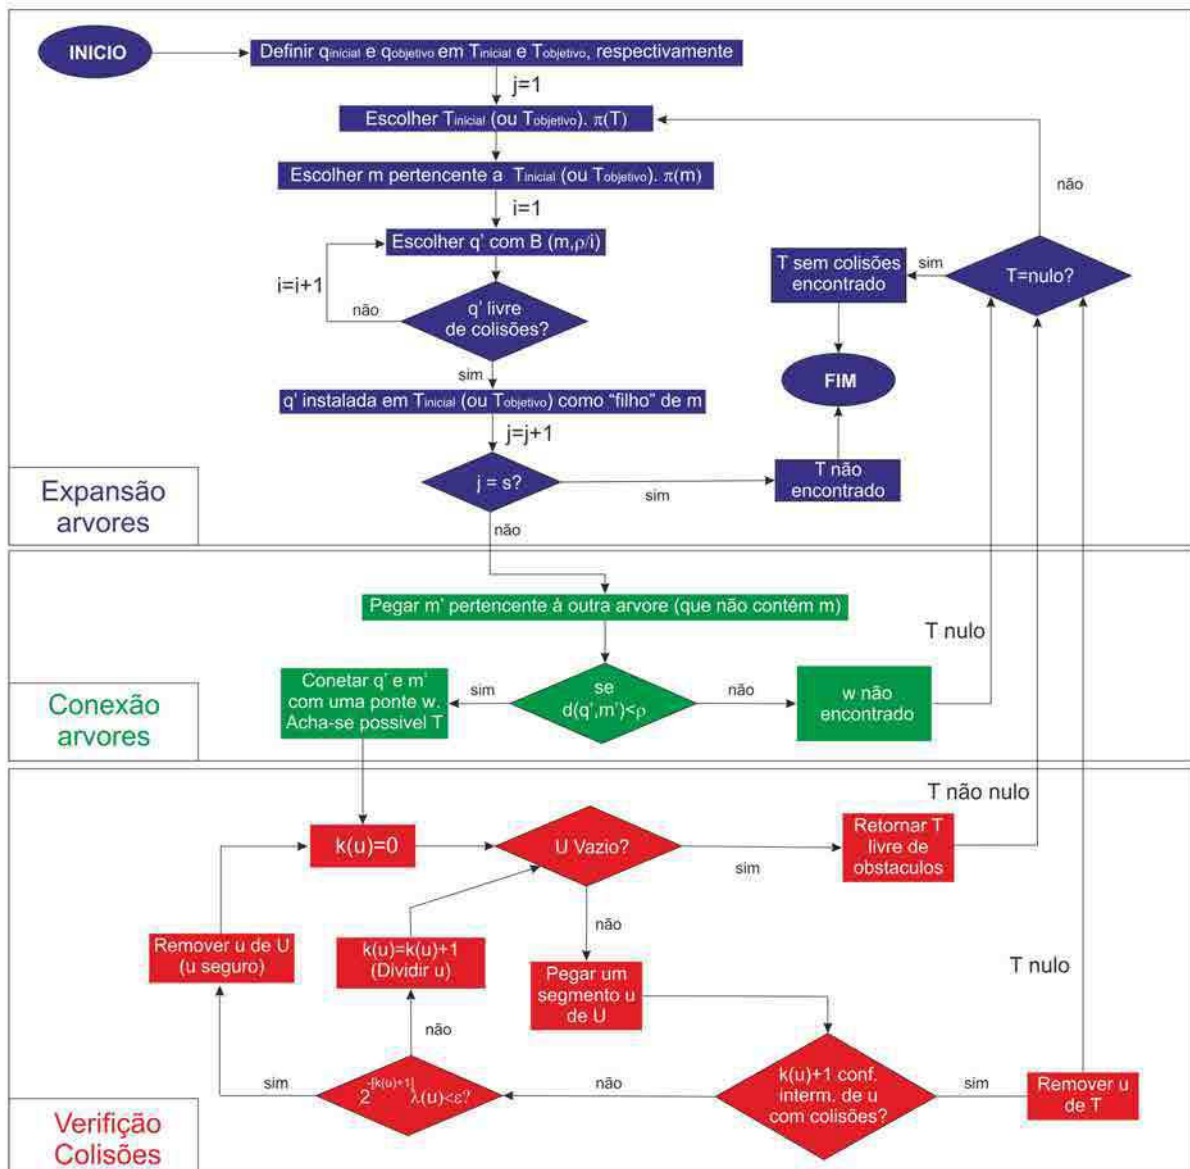 INICIO
Definir qinicial e qobjetivo em Tinicial e Tobjetivo, respectivamente
j=1
Escolher Tinicial (ou Tobjetivo). π(T)
Escolher m pertencente a Tinicial (ou Tobjetivo). π(m)
i=1
Escolher q' com B (m,ρ/i)
i=i+1
não
q' livre
de colisões?
sim
q' instalada em Tinicial (ou Tobjetivo) como "filho" de m
j=j+1
j = s?
sim
não
T não
encontrado
FIM
T sem colisões
encontrado
sim
T=nulo?
não
Expansão
arvores
Pegar m' pertencente à outra arvore (que não contém m)
T nulo
Conetar q' e m'
com uma ponte w.
Acha-se possivel T
sim
se
d(q',m')<ρ
não
w não
encontrado
Conexão
arvores
T não nulo
k(u)=0
U Vazio?
sim
Retornar T
livre de
obstaculos
não
Remover u de U
(u seguro)
k(u)=k(u)+1
(Dividir u)
Pegar um
segmento u
de U
T nulo
não
sim
2-[k(u)+1]λ(u)<ε?
não
k(u)+1 conf.
interm. de u
com colisões?
sim
Remover u
de T
Verifição
Colisões